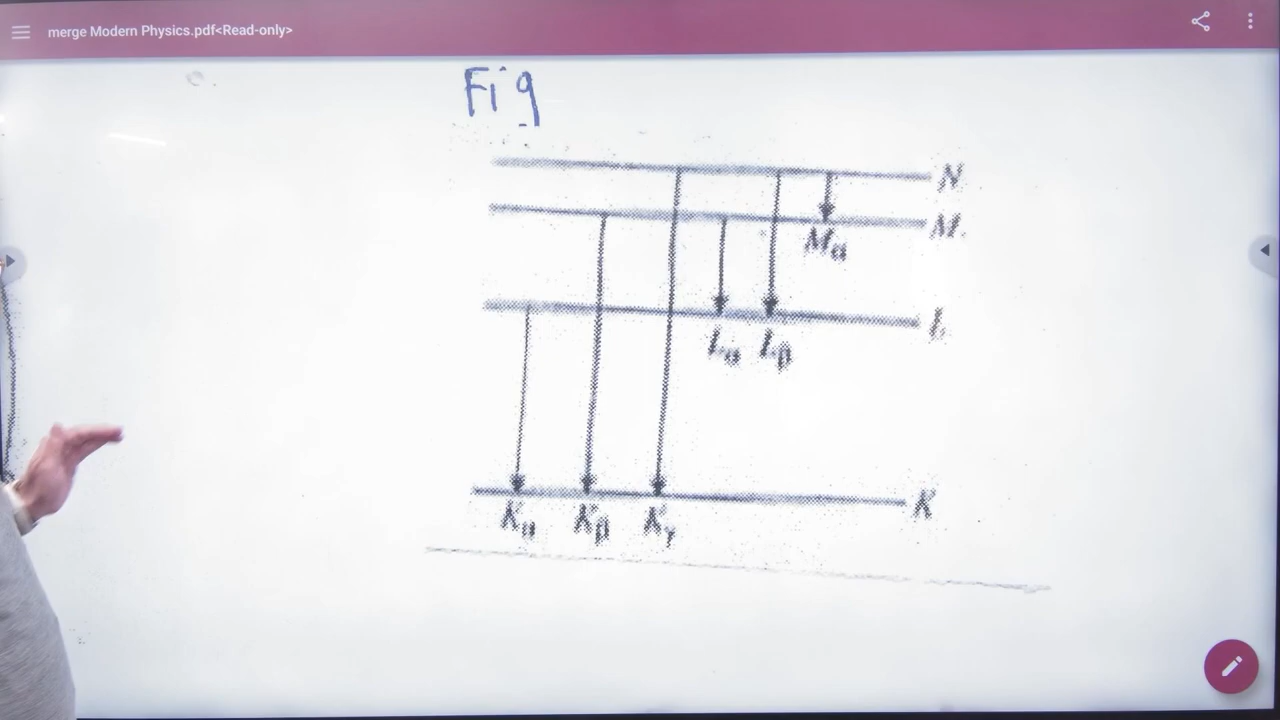 merge Modern Physics.pdf<Read-only>
Fig
N
M
Mα
L
Lα Lβ
K
Kα Kβ Kγ